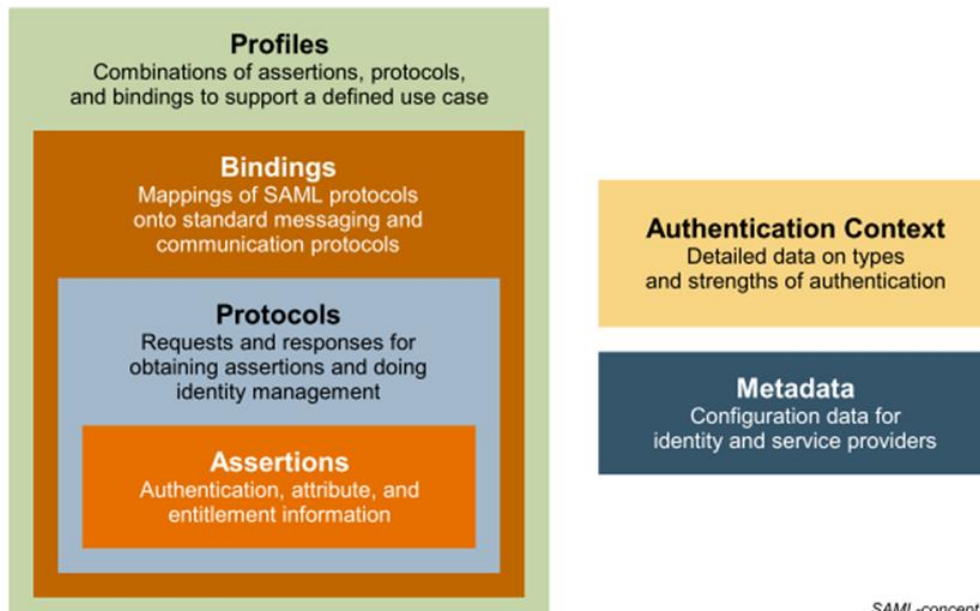 Profiles
Combinations of assertions, protocols,
and bindings to support a defined use case
Bindings
Mappings of SAML protocols
onto standard messaging and
communication protocols
Protocols
Requests and responses for
obtaining assertions and doing
identity management
Assertions
Authentication, attribute, and
entitlement information
Authentication Context
Detailed data on types
and strengths of authentication
Metadata
Configuration data for
identity and service providers
SAML-concept